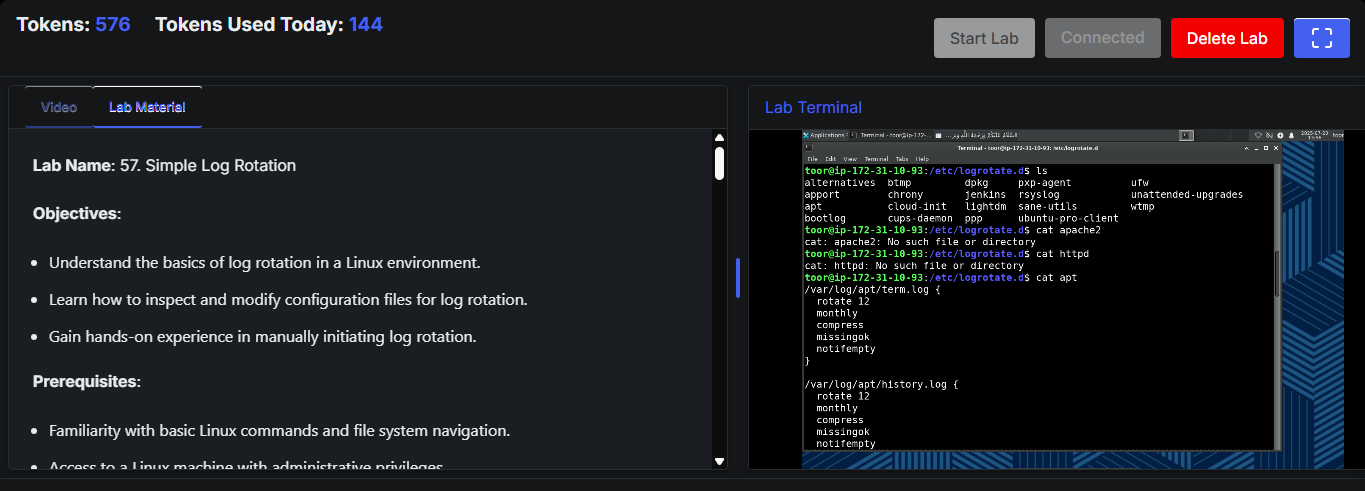 Tokens: 576 Tokens Used Today: 144
Start Lab
Connected
Delete Lab
Video
Lab Material
Lab Name: 57. Simple Log Rotation
Objectives:
Understand the basics of log rotation in a Linux environment.
Learn how to inspect and modify configuration files for log rotation.
Gain hands-on experience in manually initiating log rotation.
Prerequisites:
Familiarity with basic Linux commands and file system navigation.
Access to a Linux machine with administrative privileges
Lab Terminal
Applications
Terminal - toor@ip-172-...
toor
Terminal - toor@ip-172-31-10-93: /etc/logrotate.d
File Edit View Terminal Tabs Help
toor@ip-172-31-10-93:/etc/logrotate.d$ ls
alternatives btmp dpkg pxp-agent ufw
apport chrony jenkins rsyslog unattended-upgrades
apt cloud-init lightdm sane-utils wtmp
bootlog cups-daemon ppp ubuntu-pro-client
toor@ip-172-31-10-93:/etc/logrotate.d$ cat apache2
cat: apache2: No such file or directory
toor@ip-172-31-10-93:/etc/logrotate.d$ cat httpd
cat: httpd: No such file or directory
toor@ip-172-31-10-93:/etc/logrotate.d$ cat apt
/var/log/apt/term.log {
rotate 12
monthly
compress
missingok
notifempty
}
/var/log/apt/history.log {
rotate 12
monthly
compress
missingok
notifempty